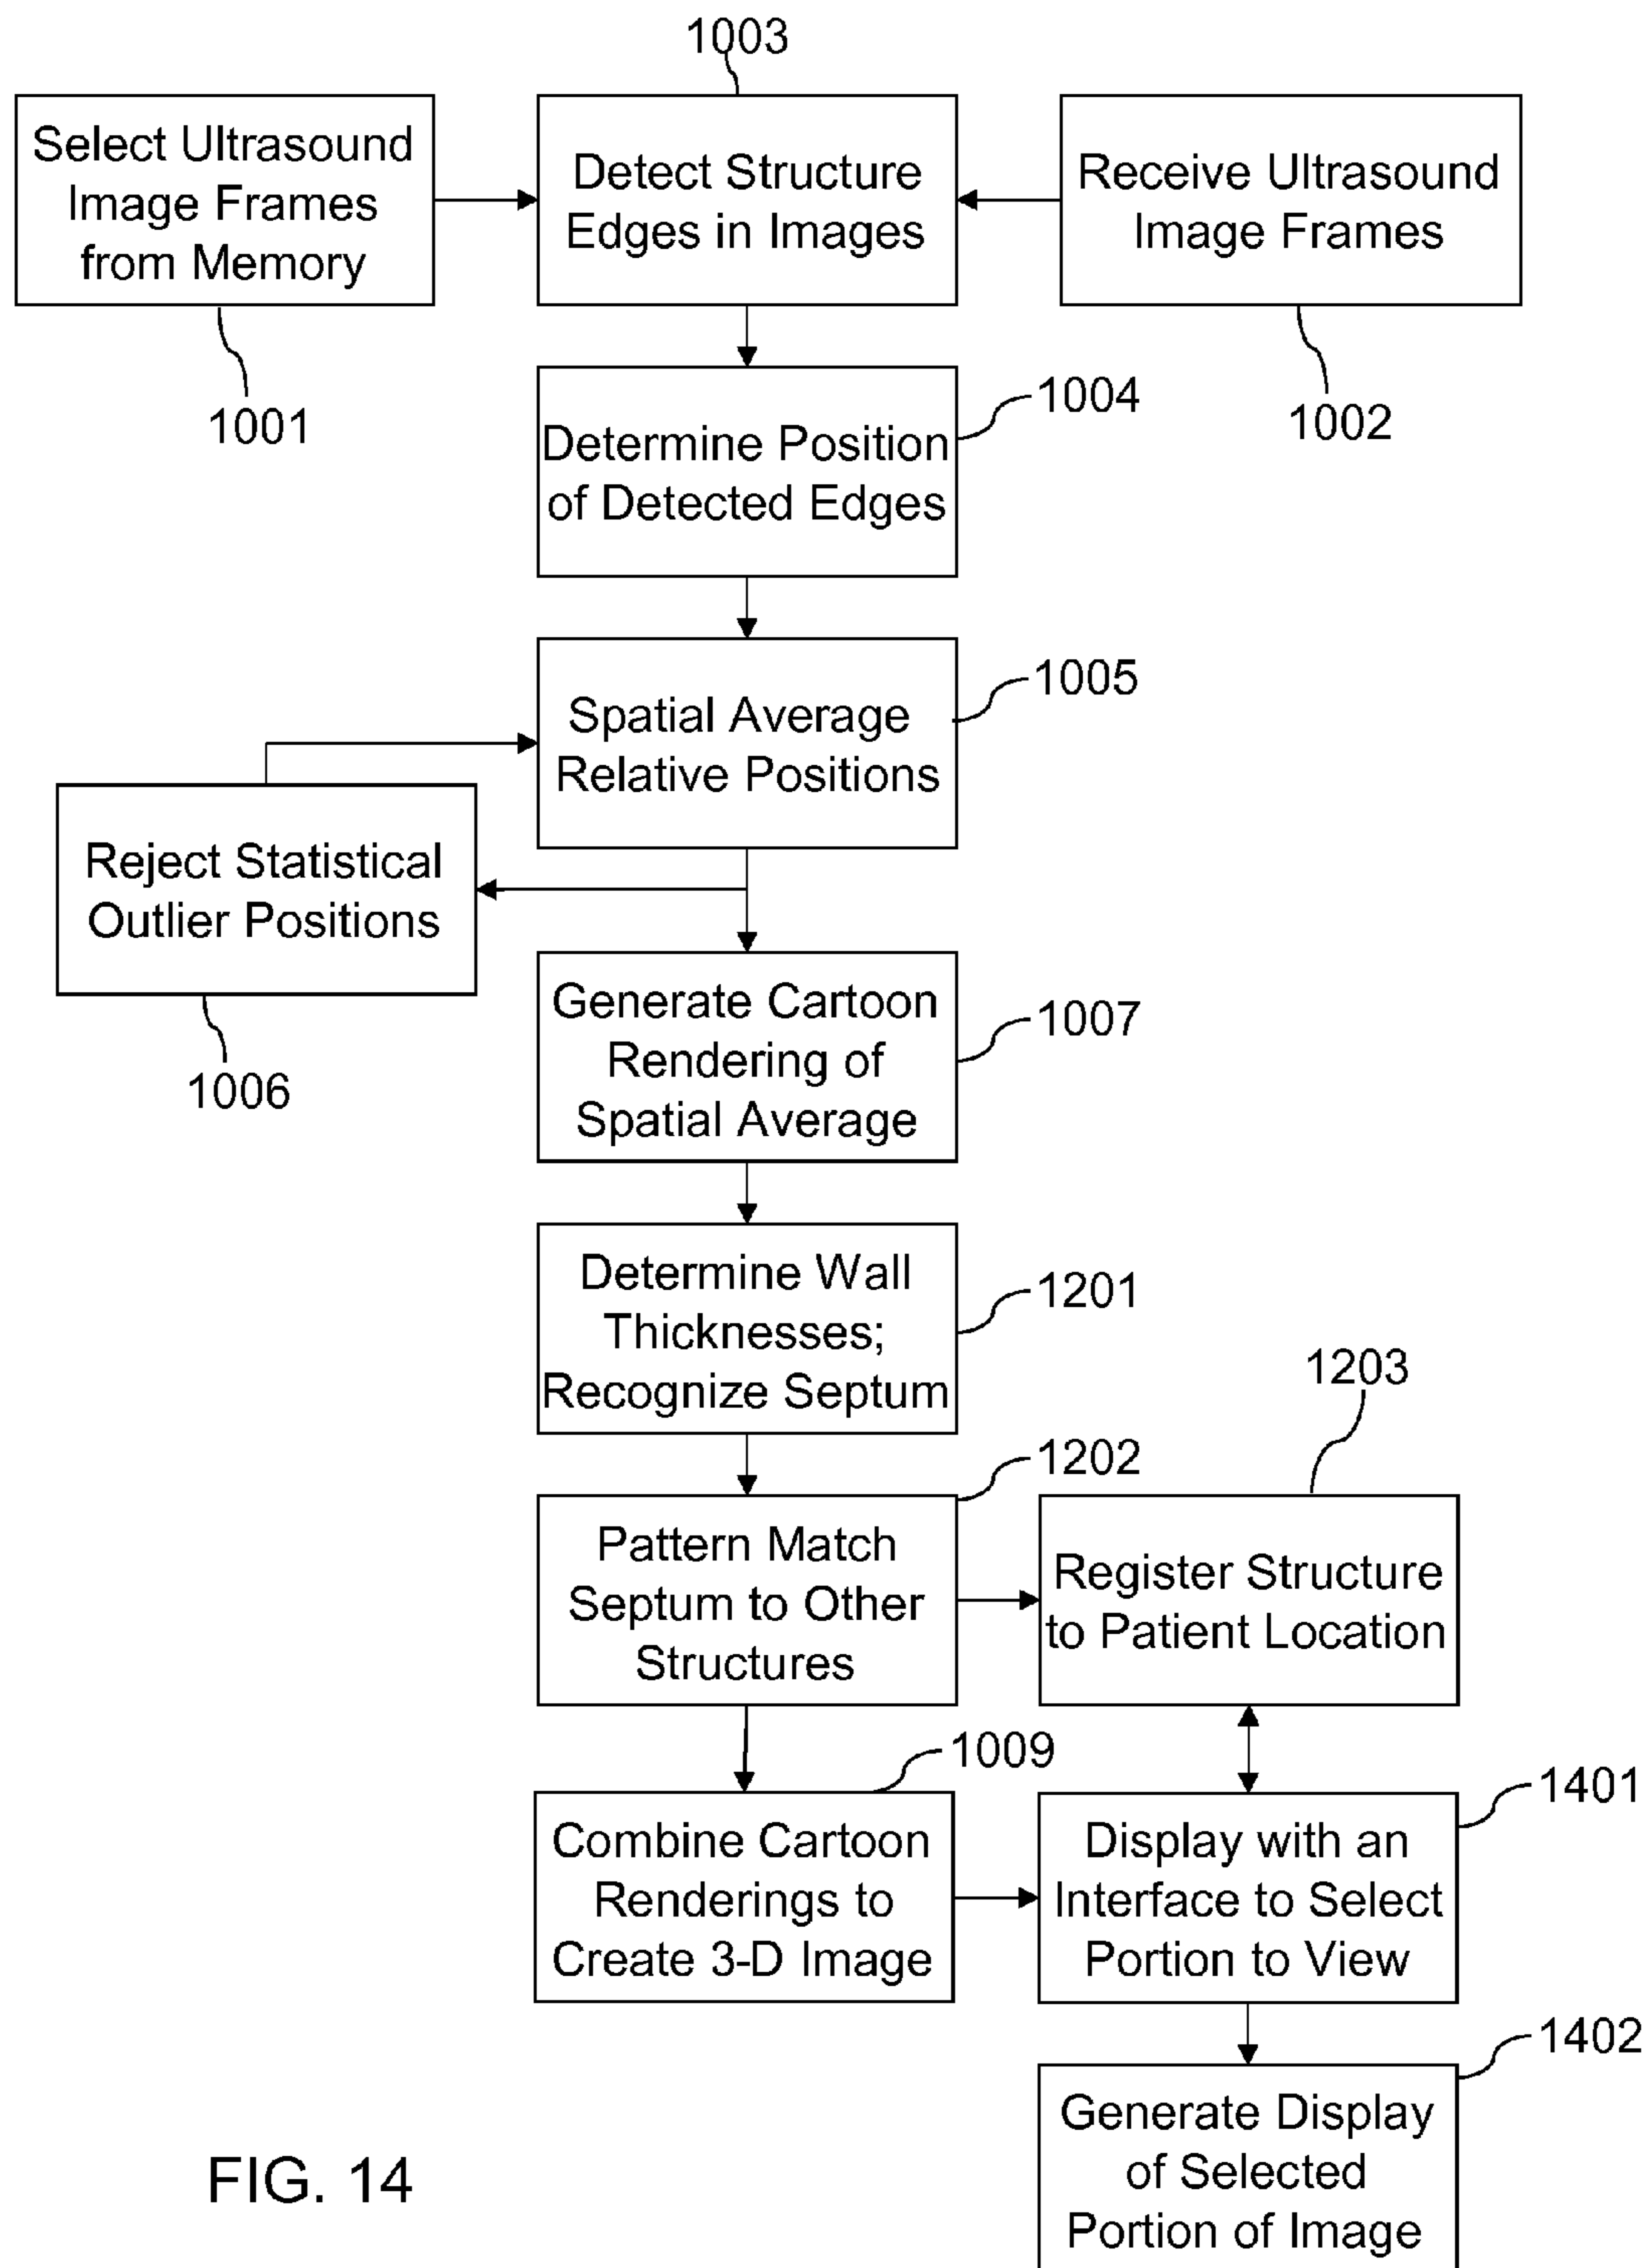 1003
Select Ultrasound
Image Frames
from Memory
Detect Structure
Edges in Images
Receive Ultrasound
Image Frames
1001
1002
1004
Determine Position
of Detected Edges
1005
Spatial Average
Relative Positions
Reject Statistical
Outlier Positions
1006
Generate Cartoon
Rendering of
Spatial Average
1007
Determine Wall
Thicknesses;
Recognize Septum
1201
1203
1202
Pattern Match
Septum to Other
Structures
Register Structure
to Patient Location
1009
1401
Combine Cartoon
Renderings to
Create 3-D Image
Display with an
Interface to Select
Portion to View
1402
Generate Display
of Selected
Portion of Image
FIG. 14